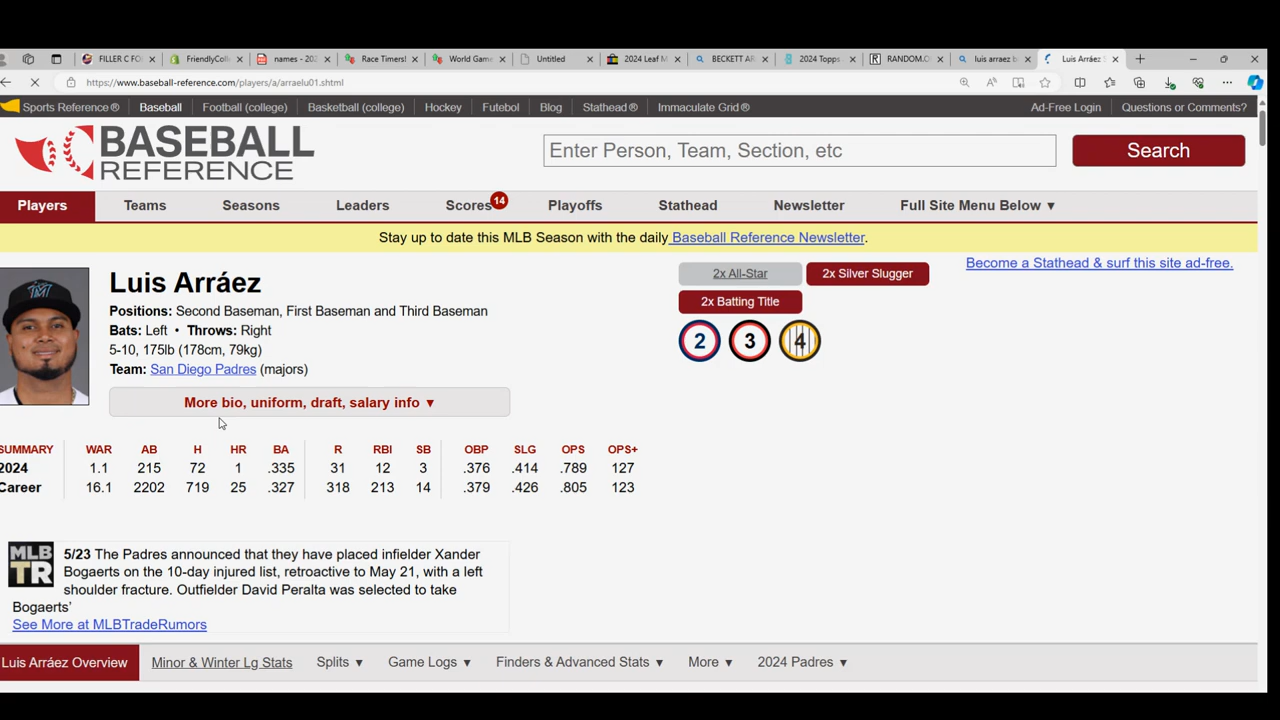 FILLER C FO
FriendlyColl
names - 202
Race Timers!
World Game
Untitled
2024 Leaf M
BECKETT AR
2024 Topps
RANDOM.O
luis arraez b
Luis Arráez
https://www.baseball-reference.com/players/a/arraelu01.shtml
Sports Reference ® Baseball Football (college) Basketball (college) Hockey Futebol Blog Stathead ® Immaculate Grid ® Ad-Free Login Questions or Comments?
BASEBALL
REFERENCE
Enter Person, Team, Section, etc Search
Players Teams Seasons Leaders Scores 14 Playoffs Stathead Newsletter Full Site Menu Below ▼
Stay up to date this MLB Season with the daily Baseball Reference Newsletter.
Become a Stathead & surf this site ad-free.
Luis Arráez
Positions: Second Baseman, First Baseman and Third Baseman
Bats: Left • Throws: Right
5-10, 175lb (178cm, 79kg)
Team: San Diego Padres (majors)
More bio, uniform, draft, salary info ▼
2x All-Star 2x Silver Slugger
2x Batting Title
2 3 4
SUMMARY WAR AB H HR BA R RBI SB OBP SLG OPS OPS+
2024 1.1 215 72 1 .335 31 12 3 .376 .414 .789 127
Career 16.1 2202 719 25 .327 318 213 14 .379 .426 .805 123
MLB
TR
5/23 The Padres announced that they have placed infielder Xander
Bogaerts on the 10-day injured list, retroactive to May 21, with a left
shoulder fracture. Outfielder David Peralta was selected to take
Bogaerts'
See More at MLBTradeRumors
Luis Arráez Overview Minor & Winter Lg Stats Splits ▼ Game Logs ▼ Finders & Advanced Stats ▼ More ▼ 2024 Padres ▼